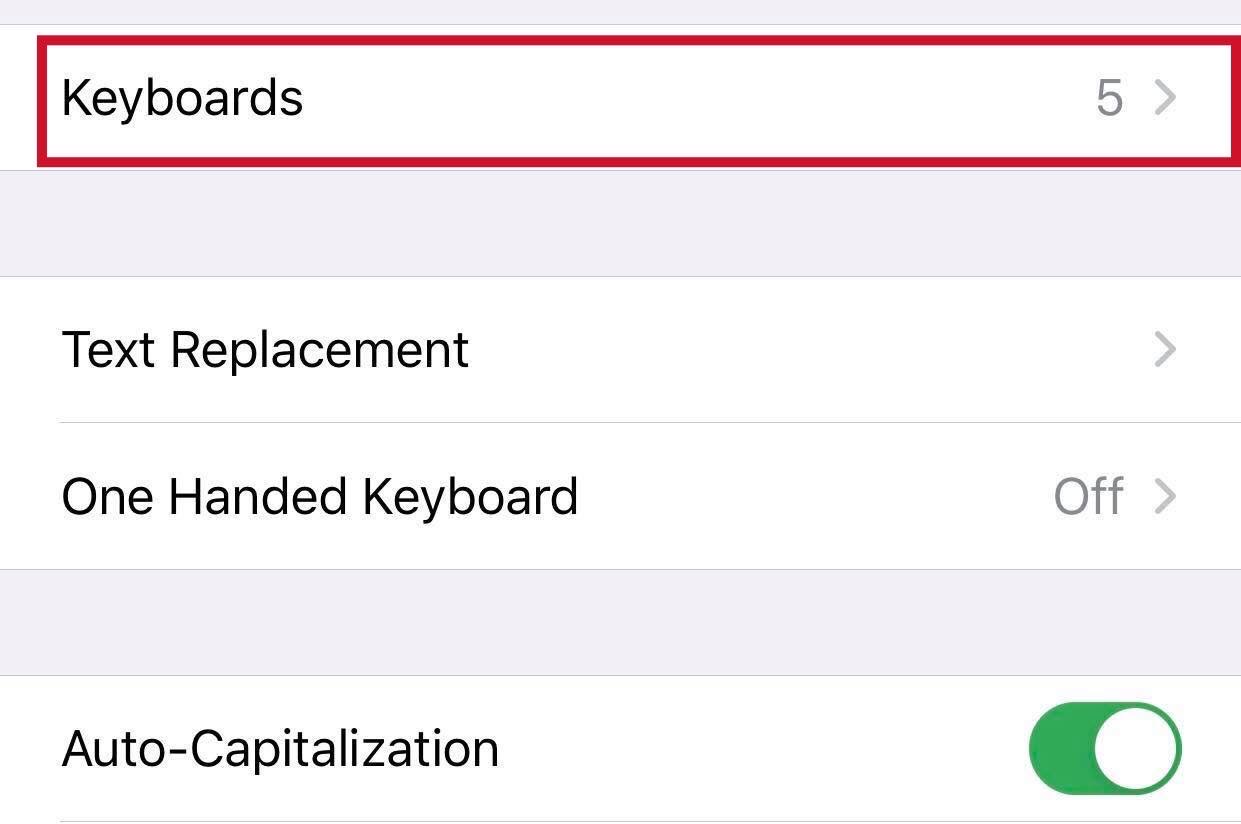 Keyboards 5
Text Replacement
One Handed Keyboard Off
Auto-Capitalization